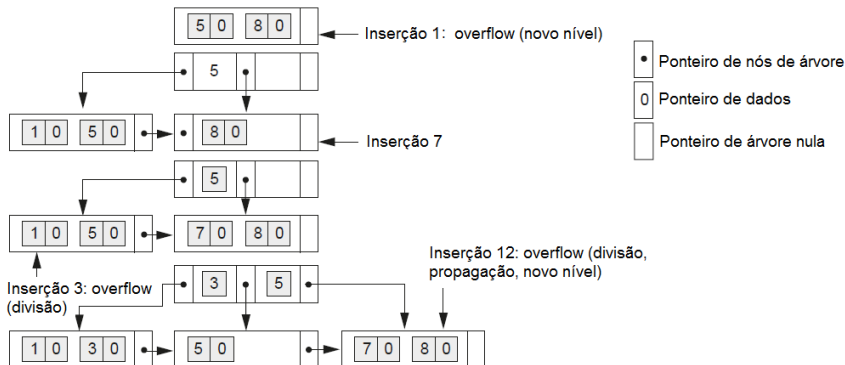 5 0 8 0
Inserção 1: overflow (novo nível)
5
Ponteiro de nós de árvore
0 Ponteiro de dados
Ponteiro de árvore nula
1 0 5 0 8 0
Inserção 7
5
1 0 5 0 7 0 8 0
Inserção 3: overflow
(divisão)
Inserção 12: overflow (divisão,
propagação, novo nível)
3 5
1 0 3 0 5 0 7 0 8 0